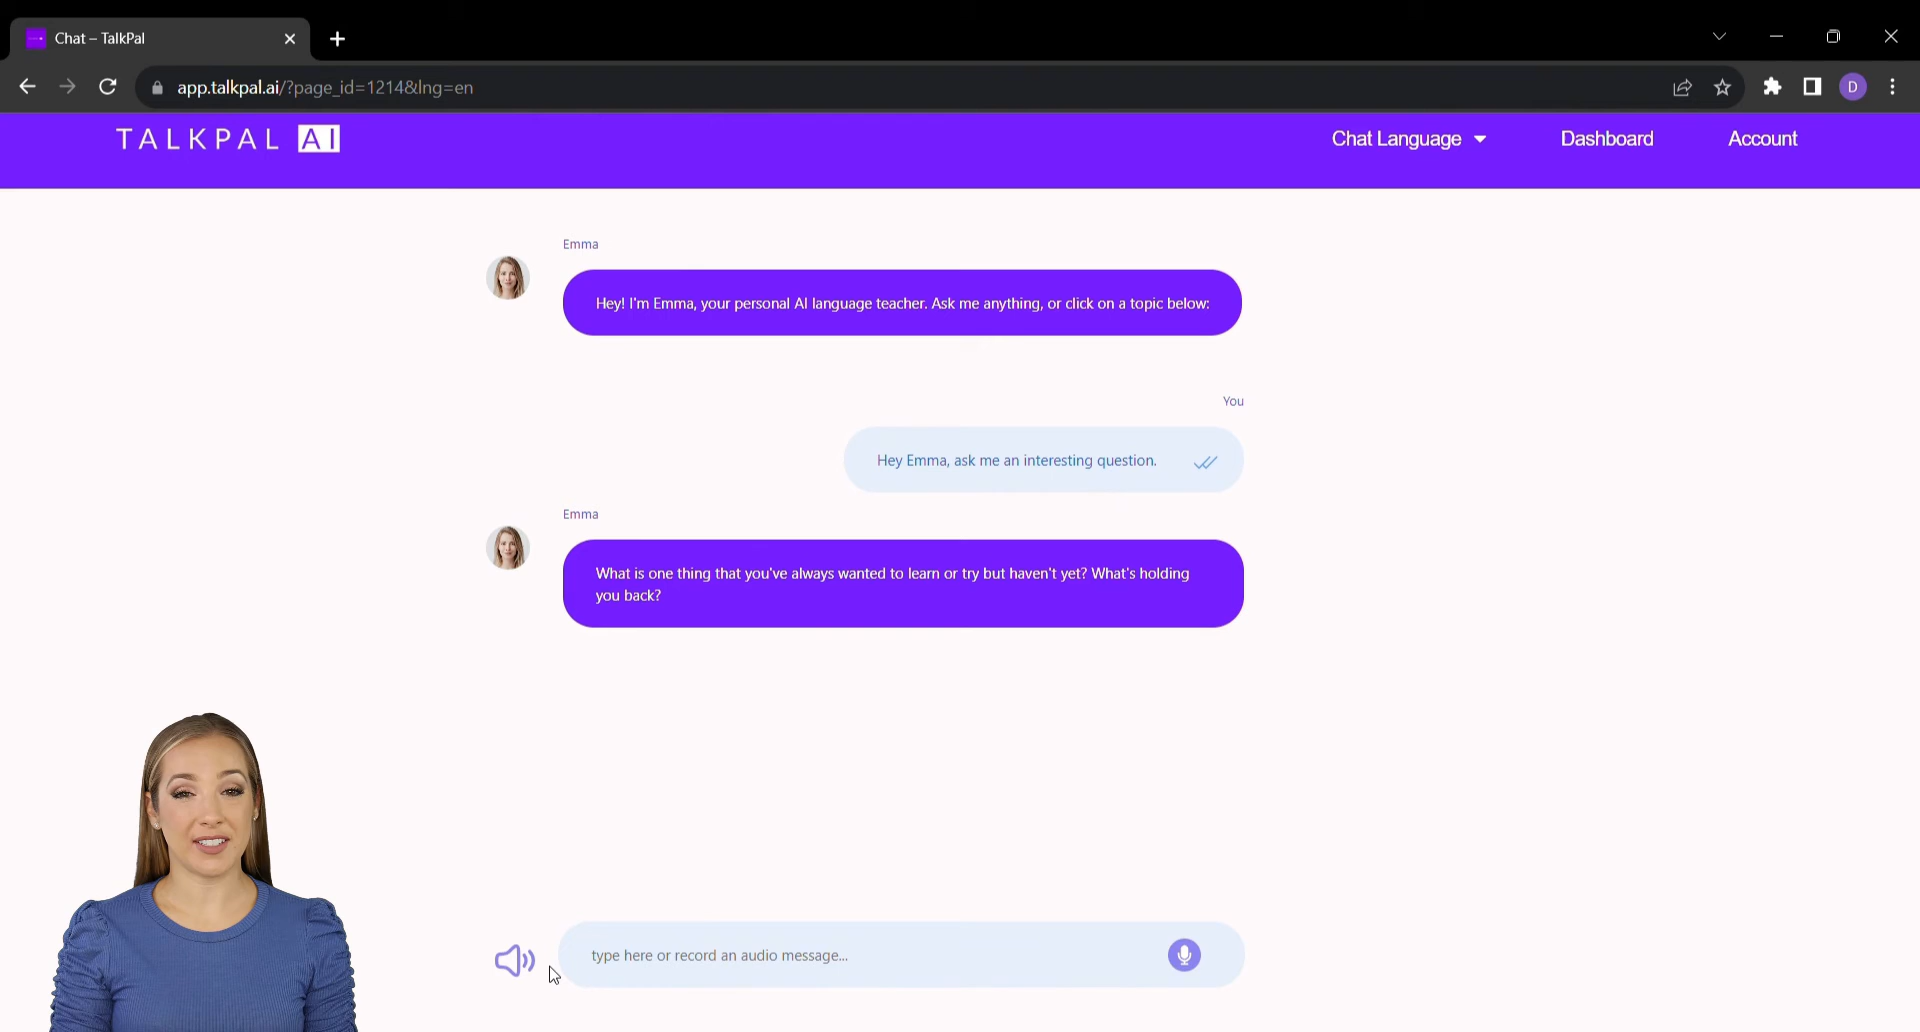 Chat – TalkPal
app.talkpal.ai/?page_id=1214&lng=en
D
TALKPAL AI
Chat Language
Dashboard
Account
Emma
Hey! I'm Emma, your personal AI language teacher. Ask me anything, or click on a topic below:
You
Hey Emma, ask me an interesting question.
Emma
What is one thing that you've always wanted to learn or try but haven't yet? What's holding
you back?
type here or record an audio message...